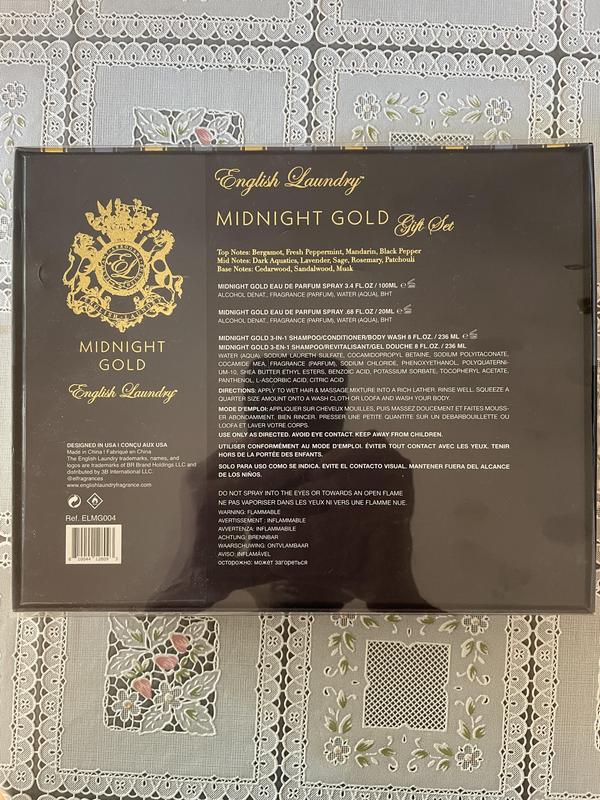 English Laundry™
MIDNIGHT GOLD Gift Set
Top Notes: Bergamot, Fresh Peppermint, Mandarin, Black Pepper
Mid Notes: Dark Aquatics, Lavender, Sage, Rosemary, Patchouli
Base Notes: Cedarwood, Sandalwood, Musk
MIDNIGHT GOLD EAU DE PARFUM SPRAY 3.4 FL.OZ / 100ML ℮
ALCOHOL DENAT., FRAGRANCE (PARFUM), WATER (AQUA), BHT
MIDNIGHT GOLD EAU DE PARFUM SPRAY .68 FL.OZ / 20ML ℮
ALCOHOL DENAT., FRAGRANCE (PARFUM), WATER (AQUA), BHT
MIDNIGHT GOLD 3-IN-1 SHAMPOO/CONDITIONER/BODY WASH 8 FL.OZ. / 236 ML ℮
MIDNIGHT GOLD 3-EN-1 SHAMPOO/REVITALISANT/GEL DOUCHE 8 FL.OZ. / 236 ML
WATER (AQUA), SODIUM LAURETH SULFATE, COCAMIDOPROPYL BETAINE, SODIUM POLYITACONATE,
COCAMIDE MEA, FRAGRANCE (PARFUM), SODIUM CHLORIDE, PHENOXYETHANOL, POLYQUATERNI-
UM-10, SHEA BUTTER ETHYL ESTERS, BENZOIC ACID, POTASSIUM SORBATE, TOCOPHERYL ACETATE,
PANTHENOL, L-ASCORBIC ACID, CITRIC ACID
DIRECTIONS: APPLY TO WET HAIR & MASSAGE MIXTURE INTO A RICH LATHER. RINSE WELL. SQUEEZE A
QUARTER SIZE AMOUNT ONTO A WASH CLOTH OR LOOFA AND WASH YOUR BODY.
MODE D'EMPLOI: APPLIQUER SUR CHEVEUX MOUILLES, PUIS MASSEZ DOUCEMENT ET FAITES MOUSS-
ER ABONDAMMENT. BIEN RINCER. PRESSER UNE PETITE QUANTITE SUR UN DEBARBOUILLETTE OU
LOOFA ET LAVER VOTRE CORPS.
USE ONLY AS DIRECTED. AVOID EYE CONTACT. KEEP AWAY FROM CHILDREN.
UTILISER CONFORMÉMENT AU MODE D'EMPLOI. ÉVITER TOUT CONTACT AVEC LES YEUX. TENIR
HORS DE LA PORTÉE DES ENFANTS.
SOLO PARA USO COMO SE INDICA. EVITE EL CONTACTO VISUAL. MANTENER FUERA DEL ALCANCE
DE LOS NIÑOS.
DO NOT SPRAY INTO THE EYES OR TOWARDS AN OPEN FLAME
NE PAS VAPORISER DANS LES YEUX NI VERS UNE FLAMME NUE.
WARNING: FLAMMABLE
AVERTISSEMENT : INFLAMMABLE
AVVERTENZA: INFIAMMABILE
ACHTUNG: BRENNBAR
WAARSCHUWING: ONTVLAMBAAR
AVISO: INFLAMÁVEL
осторожно: может загореться
MIDNIGHT
GOLD
English Laundry™
DESIGNED IN USA I CONÇU AUX USA
Made in China I Fabriqué en China
The English Laundry trademarks, names, and
logos are trademarks of BR Brand Holdings LLC and
distributed by 3B International LLC.
@elfragrances
www.englishlaundryfragrance.com
Ref. ELMG004